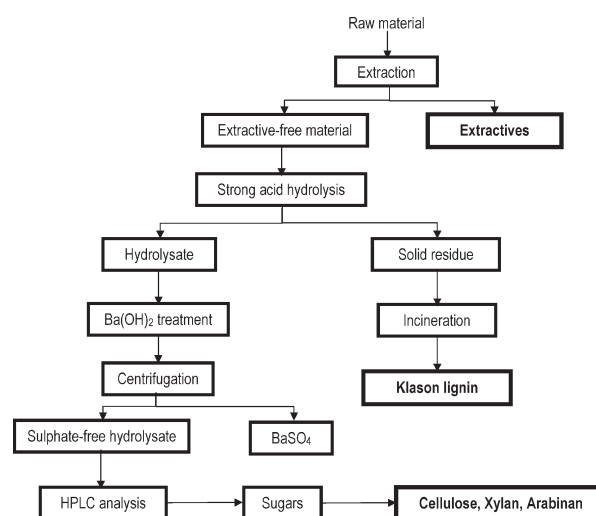 Raw material
Extraction
Extractive-free material
Extractives
Strong acid hydrolysis
Hydrolysate
Solid residue
Ba(OH)₂ treatment
Incineration
Centrifugation
Klason lignin
Sulphate-free hydrolysate
BaSO₄
HPLC analysis
Sugars
Cellulose, Xylan, Arabinan